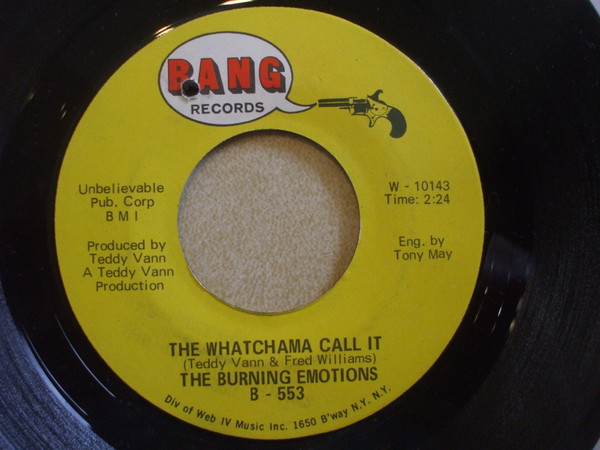 BANG
RECORDS
Unbelievable
Pub. Corp
B M I
W - 10143
Time: 2:24
Produced by
Teddy Vann
A Teddy Vann
Production
Eng. by
Tony May
THE WHATCHAMA CALL IT
(Teddy Vann & Fred Williams)
THE BURNING EMOTIONS
B - 553
Div of Web IV Music Inc. 1650 B'way N.Y. N.Y.